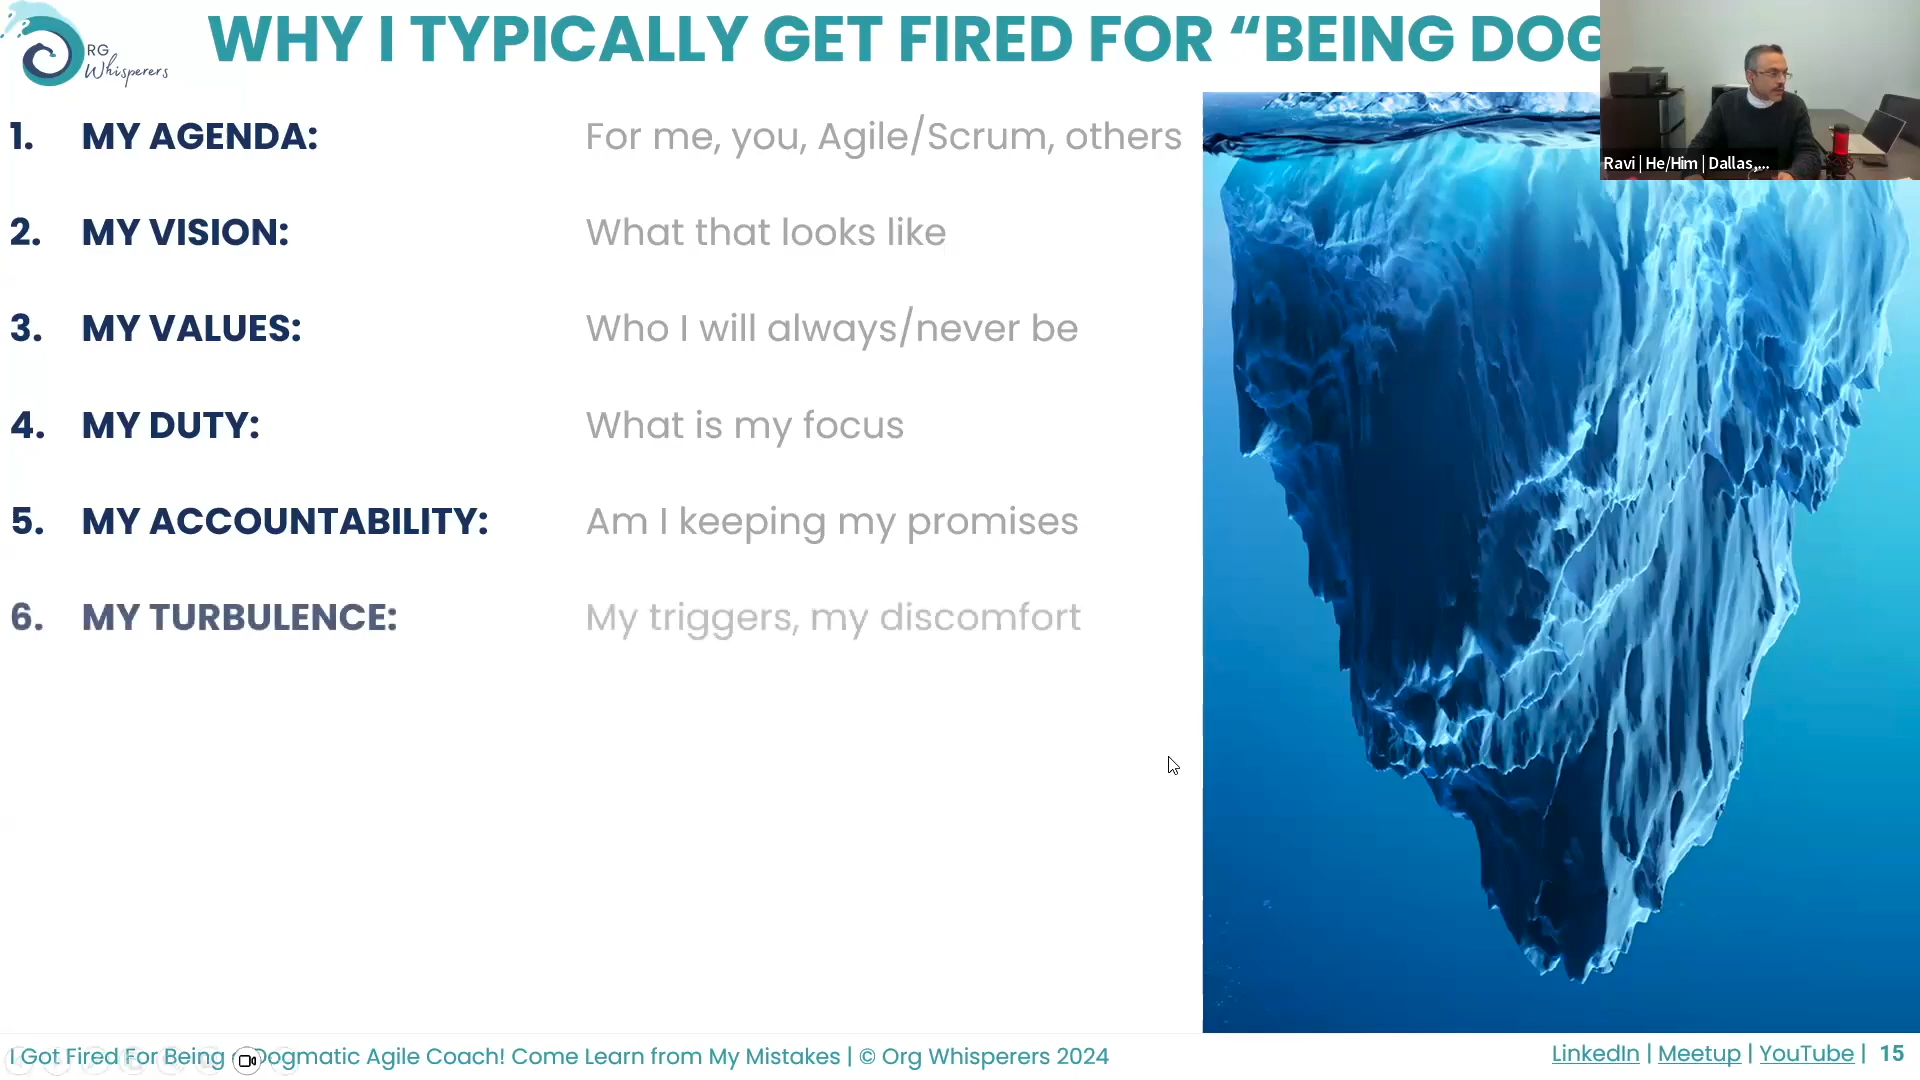 RG
Whisperers
WHY I TYPICALLY GET FIRED FOR “BEING DOG
Ravi | He/Him | Dallas,...
1. MY AGENDA: For me, you, Agile/Scrum, others
2. MY VISION: What that looks like
3. MY VALUES: Who I will always/never be
4. MY DUTY: What is my focus
5. MY ACCOUNTABILITY: Am I keeping my promises
6. MY TURBULENCE: My triggers, my discomfort
I Got Fired For Being Dogmatic Agile Coach! Come Learn from My Mistakes | © Org Whisperers 2024
LinkedIn | Meetup | YouTube | 15